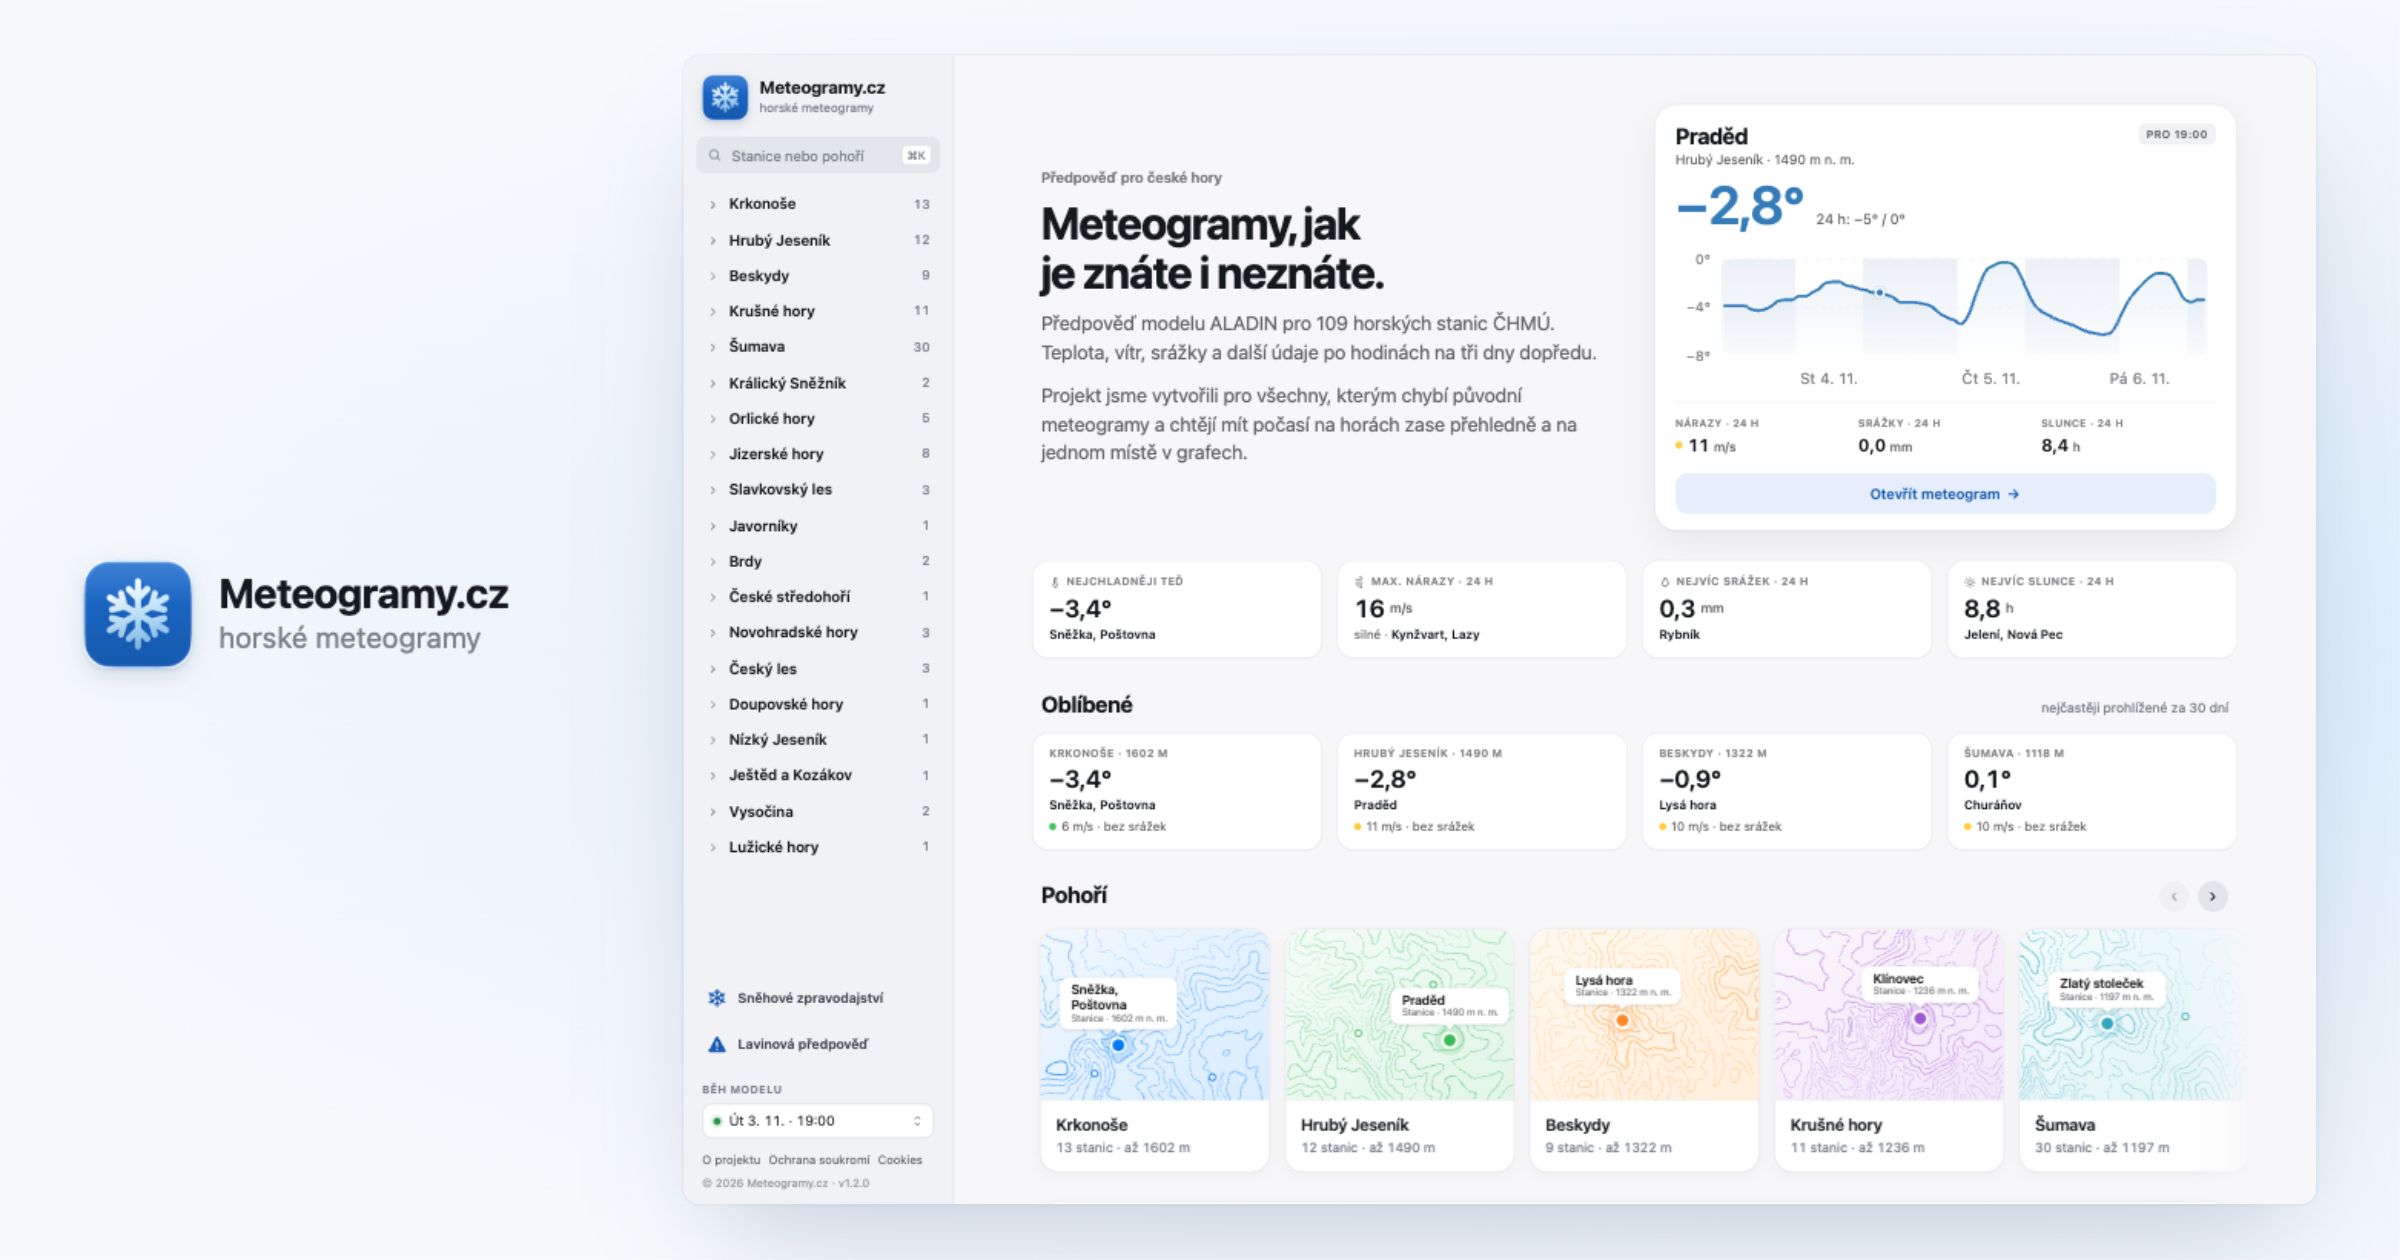 Meteogramy.cz
horské meteogramy
Meteogramy.cz
horské meteogramy
Stanice nebo pohoří ⌘K
Krkonoše 13
Hrubý Jeseník 12
Beskydy 9
Krušné hory 11
Šumava 30
Králický Sněžník 2
Orlické hory 5
Jizerské hory 8
Slavkovský les 3
Javorníky 1
Brdy 2
České středohoří 1
Novohradské hory 3
Český les 3
Doupovské hory 1
Nízký Jeseník 1
Ještěd a Kozákov 1
Vysočina 2
Lužické hory 1
Sněhové zpravodajství
Lavinová předpověď
BĚH MODELU
Út 3. 11. · 19:00
O projektu Ochrana soukromí Cookies
© 2026 Meteogramy.cz · v1.2.0
Předpověď pro české hory
Meteogramy, jak
je znáte i neznáte.
Předpověď modelu ALADIN pro 109 horských stanic ČHMÚ.
Teplota, vítr, srážky a další údaje po hodinách na tři dny dopředu.
Projekt jsme vytvořili pro všechny, kterým chybí původní
meteogramy a chtějí mít počasí na horách zase přehledně a na
jednom místě v grafech.
Praděd PRO 19:00
Hrubý Jeseník · 1490 m n. m.
−2,8° 24 h: −5° / 0°
0°
−4°
−8°
St 4. 11. Čt 5. 11. Pá 6. 11.
NÁRAZY · 24 H SRÁŽKY · 24 H SLUNCE · 24 H
11 m/s 0,0 mm 8,4 h
Otevřít meteogram →
NEJCHLADNĚJI TEĎ
−3,4°
Sněžka, Poštovna
MAX. NÁRAZY · 24 H
16 m/s
silné · Kynžvart, Lazy
NEJVÍC SRÁŽEK · 24 H
0,3 mm
Rybník
NEJVÍC SLUNCE · 24 H
8,8 h
Jelení, Nová Pec
Oblíbené nejčastěji prohlížené za 30 dní
KRKONOŠE · 1602 M
−3,4°
Sněžka, Poštovna
6 m/s · bez srážek
HRUBÝ JESENÍK · 1490 M
−2,8°
Praděd
11 m/s · bez srážek
BESKYDY · 1322 M
−0,9°
Lysá hora
10 m/s · bez srážek
ŠUMAVA · 1118 M
0,1°
Churáňov
10 m/s · bez srážek
Pohoří
Sněžka,
Poštovna
Stanice · 1602 m n. m.
Krkonoše
13 stanic · až 1602 m
Praděd
Stanice · 1490 m n. m.
Hrubý Jeseník
12 stanic · až 1490 m
Lysá hora
Stanice · 1322 m n. m.
Beskydy
9 stanic · až 1322 m
Klínovec
Stanice · 1236 m n. m.
Krušné hory
11 stanic · až 1236 m
Zlatý stoleček
Stanice · 1197 m n. m.
Šumava
30 stanic · až 1197 m